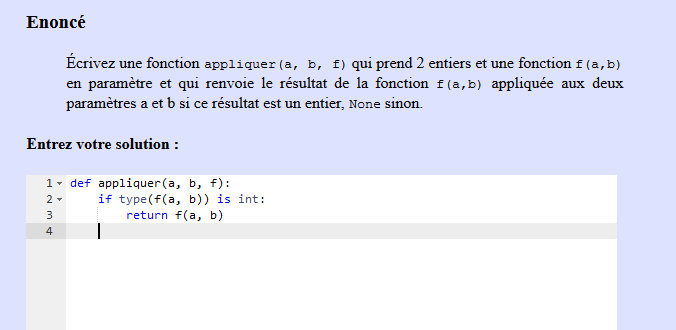 Enoncé
Écrivez une fonction appliquer(a, b, f) qui prend 2 entiers et une fonction f(a,b)
en paramètre et qui renvoie le résultat de la fonction f(a,b) appliquée aux deux
paramètres a et b si ce résultat est un entier, None sinon.
Entrez votre solution :
1 def appliquer(a, b, f):
2 if type(f(a, b)) is int:
3 return f(a, b)
4